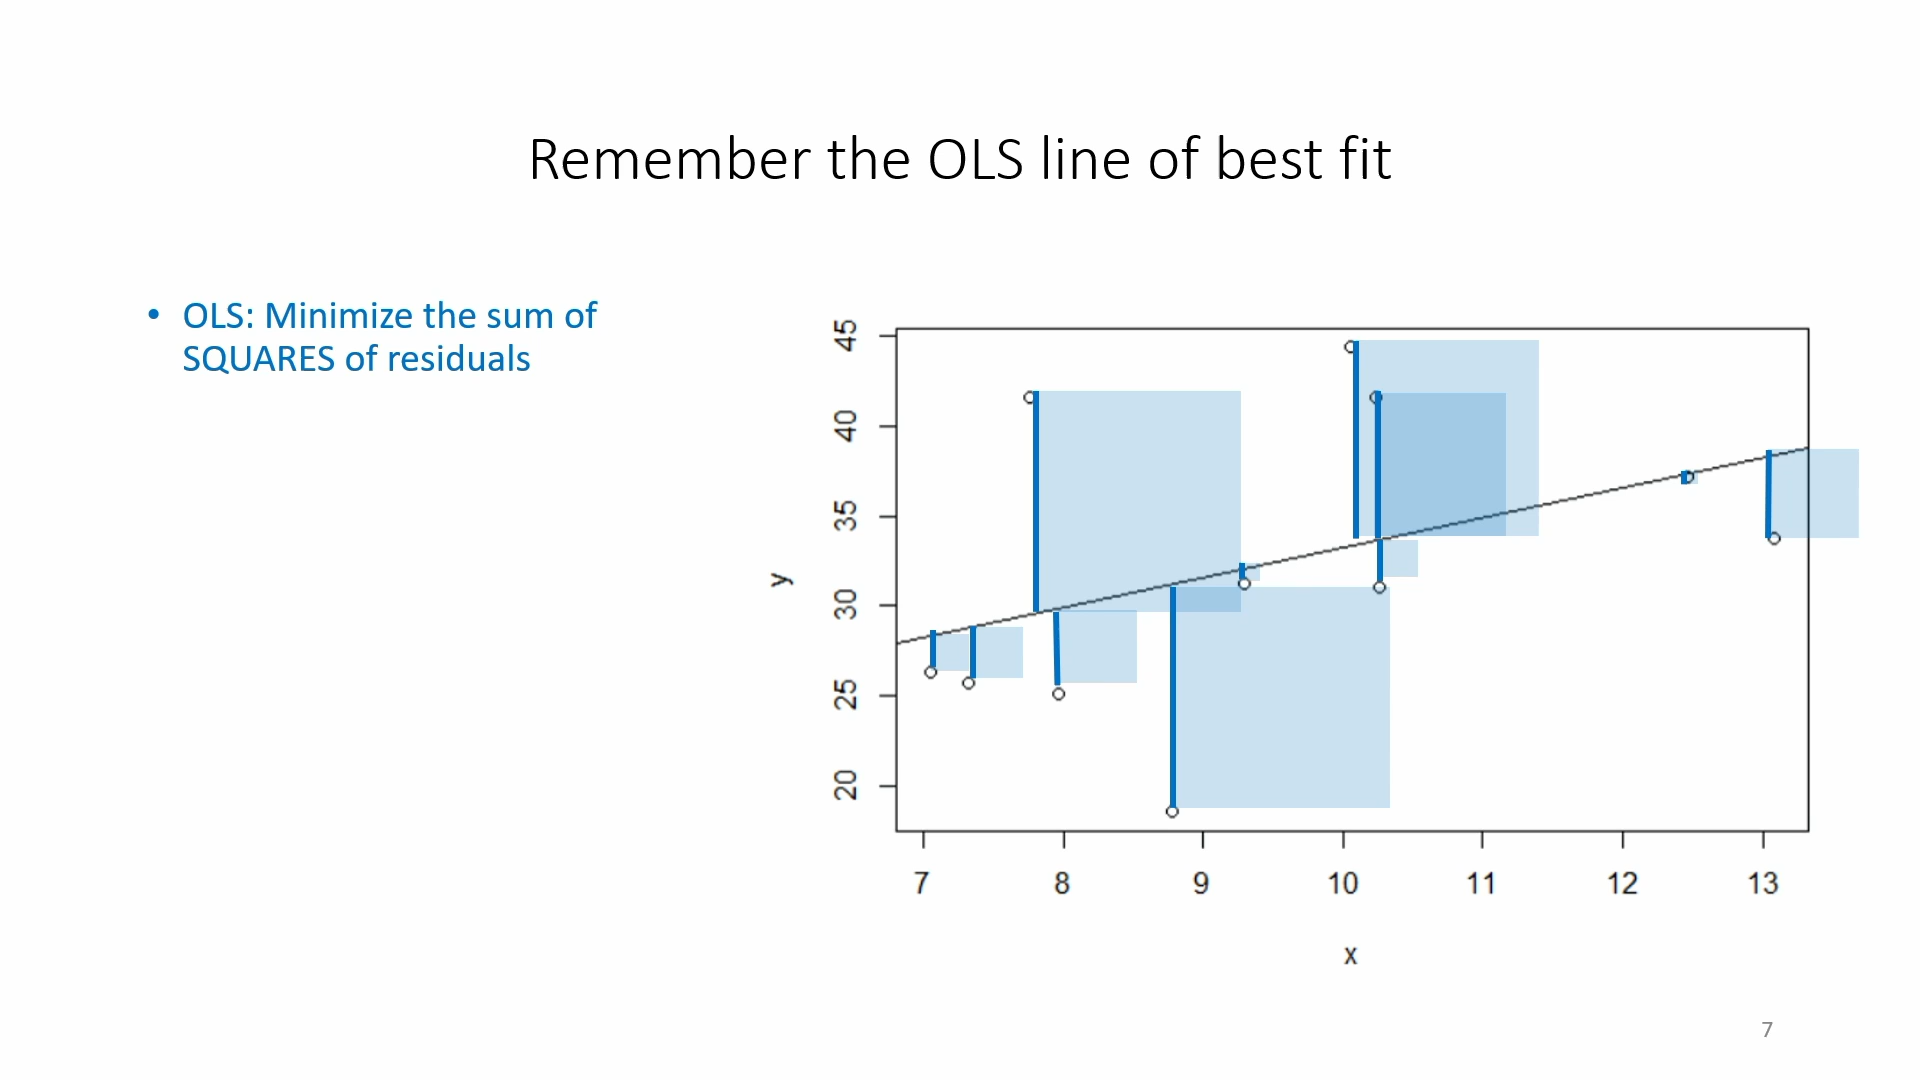 Remember the OLS line of best fit
• OLS: Minimize the sum of
SQUARES of residuals
45
40
35
30
25
20
y
7 8 9 10 11 12 13
x
7